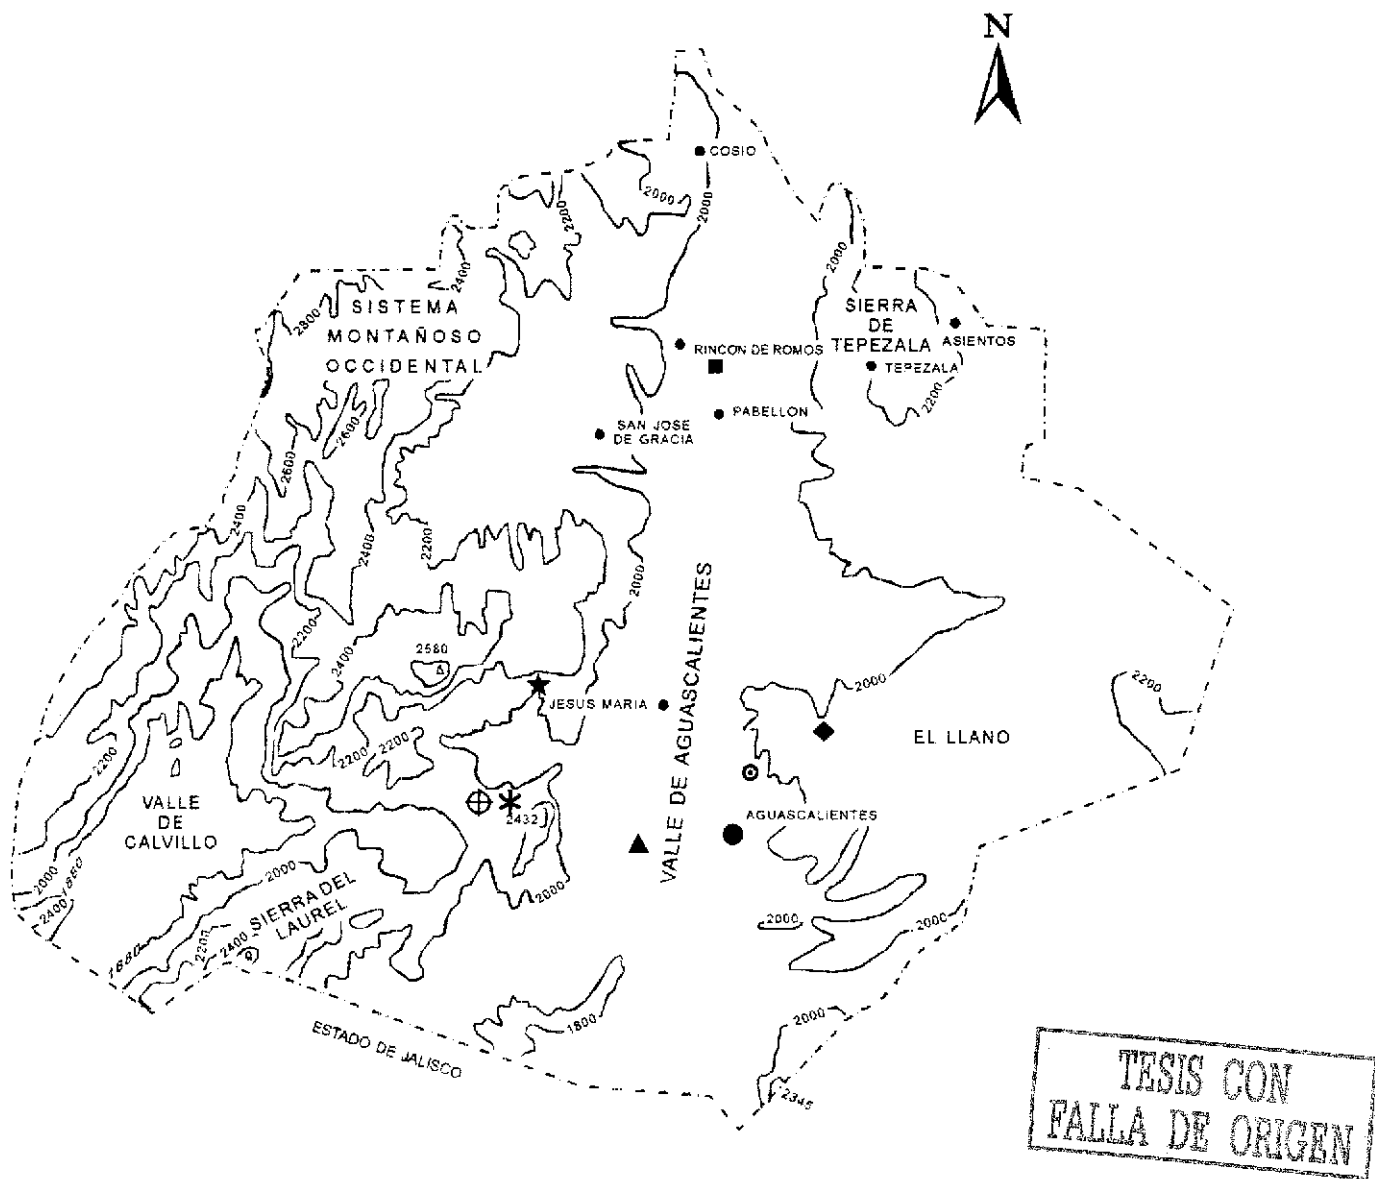 N
COSIO
2000
2000
2200
2400
2000
SISTEMA
MONTAÑOSO
OCCIDENTAL
2800
SIERRA
DE
TEPEZALA
ASIENTOS
RINCON DE ROMOS
TEPEZALA
2200
PABELLON
SAN JOSE
DE GRACIA
2600
2600
2400
2400
2200
2000
VALLE DE AGUASCALIENTES
2200
2400
2580
2000
2200
JESUS MARIA
EL LLANO
2200
2200
2200
VALLE
DE
CALVILLO
2432
AGUASCALIENTES
2000
2400
2000
SIERRA DEL
LAUREL
2000
2000
2000
2200
2400
1880
1800
2000
ESTADO DE JALISCO
2345
TESIS CON
FALLA DE ORIGEN